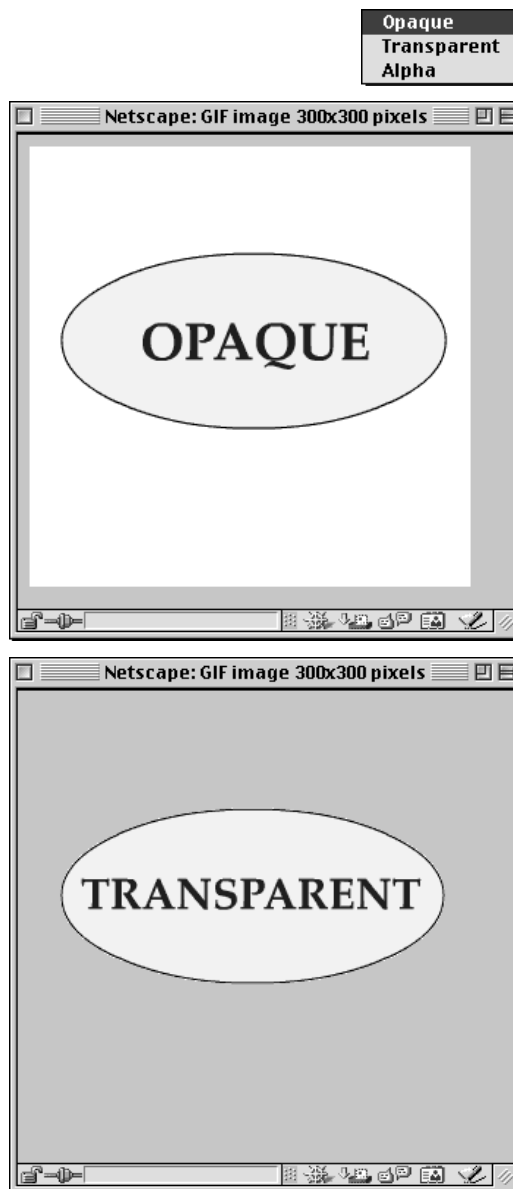 Opaque
Transparent
Alpha
Netscape: GIF image 300x300 pixels
OPAQUE
Netscape: GIF image 300x300 pixels
TRANSPARENT